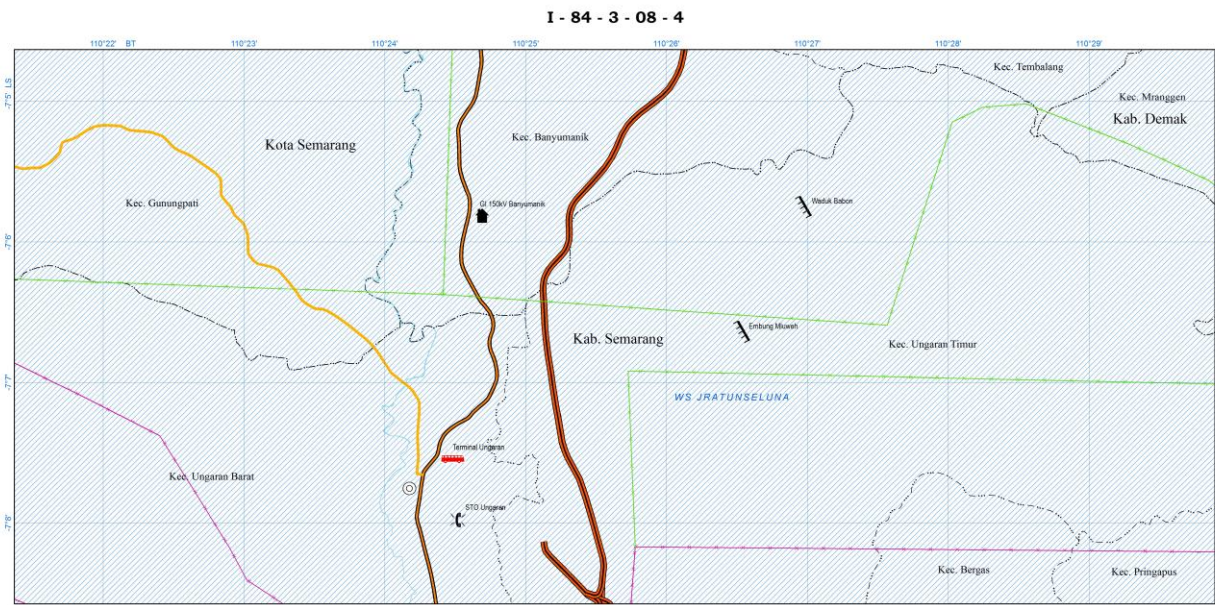 I - 84 - 3 - 08 - 4
110°22' BT 110°23' 110°24' 110°25' 110°26' 110°27' 110°28' 110°29'
-7°5' LS
Kec. Tembalang
Kec. Mranggen
Kab. Demak
Kec. Banyumanik
Kota Semarang
Kec. Gunungpati
GI 150kV Banyumanik
Waduk Babon
-7°6'
Embung Mluweh
Kab. Semarang
Kec. Ungaran Timur
-7°7'
WS JRATUNSELUNA
Terminal Ungaran
Kec. Ungaran Barat
STO Ungaran
-7°8'
Kec. Bergas
Kec. Pringapus